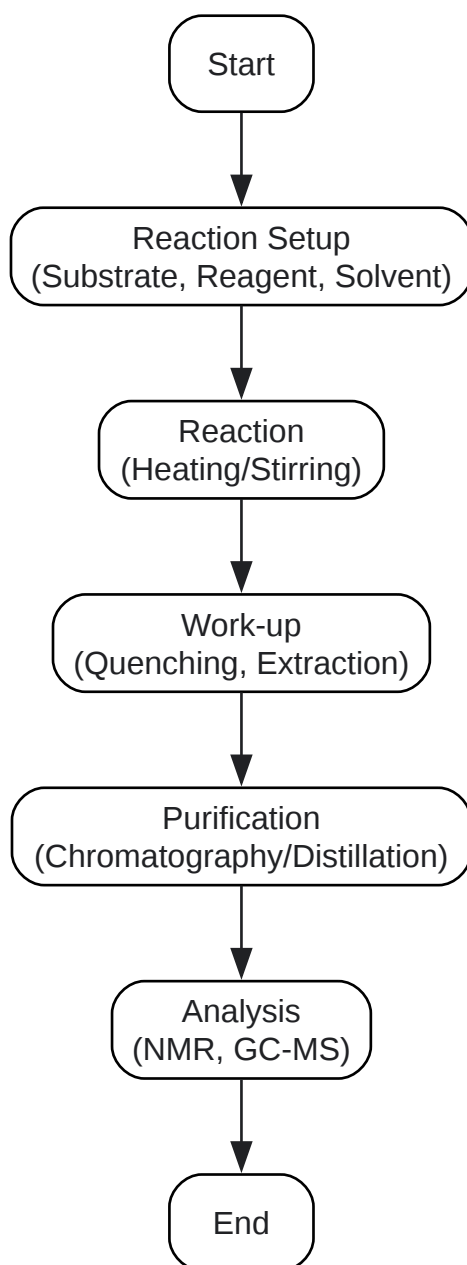 Start
Reaction Setup
(Substrate, Reagent, Solvent)
Reaction
(Heating/Stirring)
Work-up
(Quenching, Extraction)
Purification
(Chromatography/Distillation)
Analysis
(NMR, GC-MS)
End